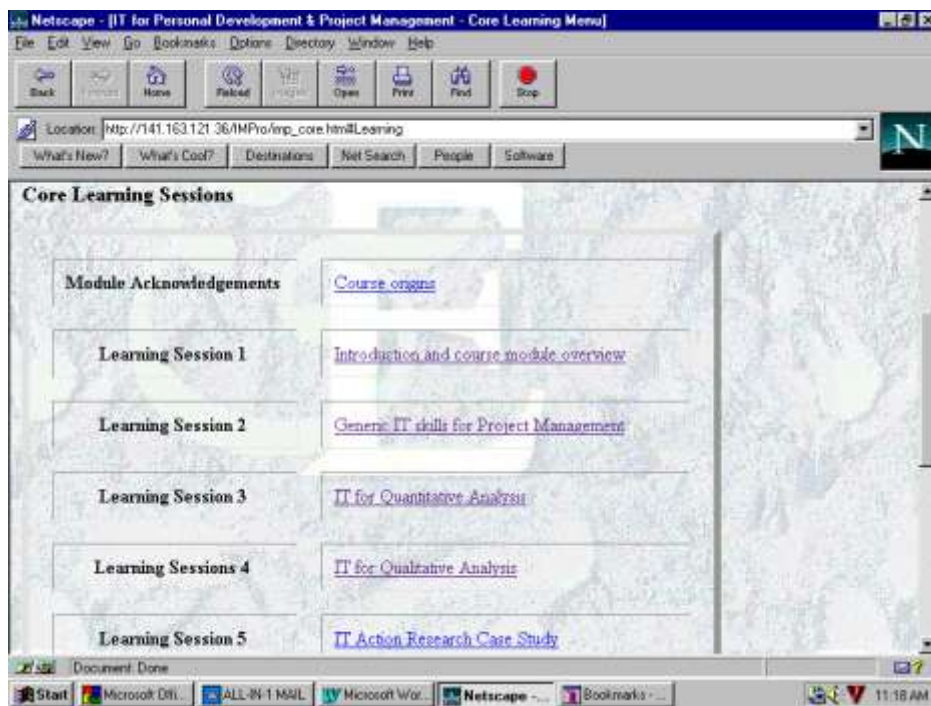 Netscape - [IT for Personal Development & Project Management - Core Learning Menu]
File Edit View Go Bookmarks Options Directory Window Help
Back Forward Home Reload Images Open Print Find Stop
Location: http://141.163.121.36/IMPro/imp_core.htm#Learning
What's New? What's Cool? Destinations Net Search People Software
N
Core Learning Sessions
Module Acknowledgements Course origins
Learning Session 1 Introduction and course module overview
Learning Session 2 Generic IT skills for Project Management
Learning Session 3 IT for Quantitative Analysis
Learning Sessions 4 IT for Qualitative Analysis
Learning Session 5 IT Action Research Case Study
Document: Done
Start Microsoft Offi... ALL-IN-1 MAIL Microsoft Wor... Netscape -... Bookmarks - ... 11:18 AM